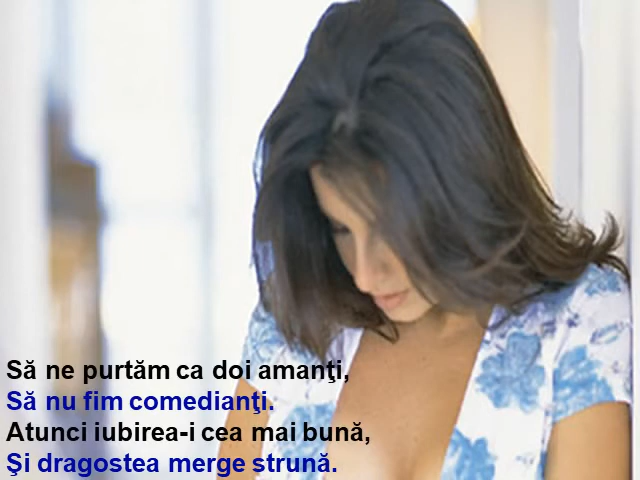 Să ne purtăm ca doi amanţi,
Să nu fim comedianţi.
Atunci iubirea-i cea mai bună,
Şi dragostea merge strună.